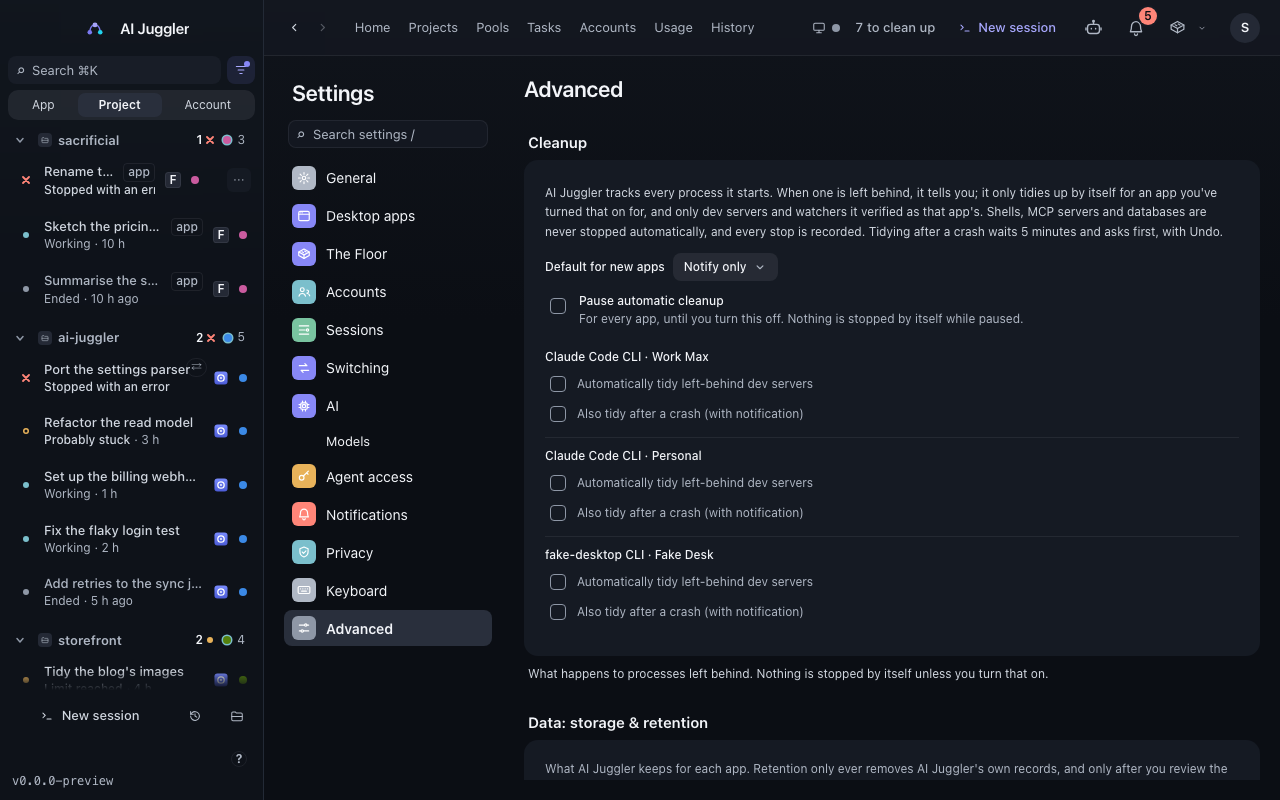 AI Juggler
Search ⌘K
App Project Account
sacrificial 1 3
Rename t... app F
Stopped with an err
Sketch the pricin... app F
Working · 10 h
Summarise the s... app F
Ended · 10 h ago
ai-juggler 2 5
Port the settings parser
Stopped with an error
Refactor the read model
Probably stuck · 3 h
Set up the billing webh...
Working · 1 h
Fix the flaky login test
Working · 2 h
Add retries to the sync j...
Ended · 5 h ago
storefront 2 4
Tidy the blog's images
New session
?
v0.0.0-preview
Home Projects Pools Tasks Accounts Usage History 7 to clean up New session 5 S
Settings
Search settings /
General
Desktop apps
The Floor
Accounts
Sessions
Switching
AI
Models
Agent access
Notifications
Privacy
Keyboard
Advanced
Advanced
Cleanup
AI Juggler tracks every process it starts. When one is left behind, it tells you; it only tidies up by itself for an app you've
turned that on for, and only dev servers and watchers it verified as that app's. Shells, MCP servers and databases are
never stopped automatically, and every stop is recorded. Tidying after a crash waits 5 minutes and asks first, with Undo.
Default for new apps Notify only
Pause automatic cleanup
For every app, until you turn this off. Nothing is stopped by itself while paused.
Claude Code CLI · Work Max
Automatically tidy left-behind dev servers
Also tidy after a crash (with notification)
Claude Code CLI · Personal
Automatically tidy left-behind dev servers
Also tidy after a crash (with notification)
fake-desktop CLI · Fake Desk
Automatically tidy left-behind dev servers
Also tidy after a crash (with notification)
What happens to processes left behind. Nothing is stopped by itself unless you turn that on.
Data: storage & retention
What AI Juggler keeps for each app. Retention only ever removes AI Juggler's own records, and only after you review the